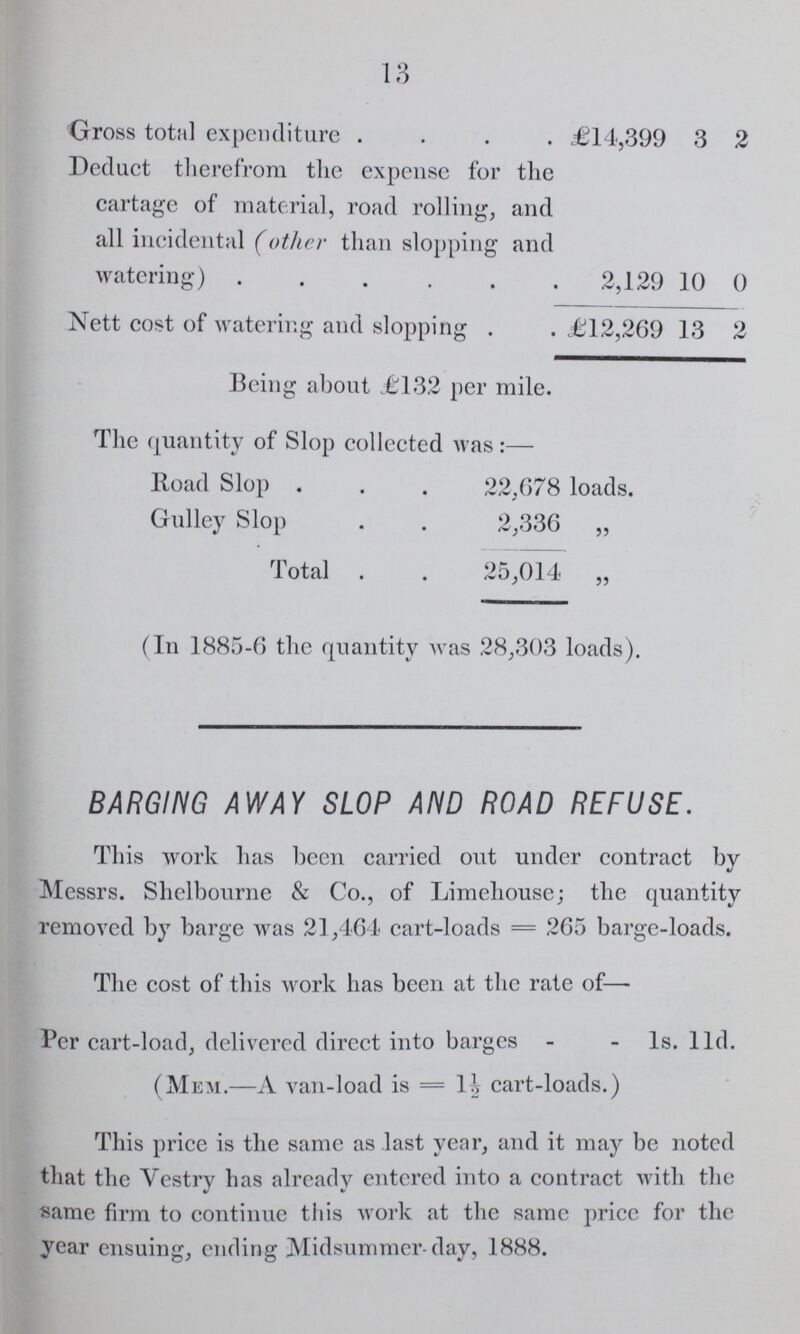 13
Gross total expenditure . . . . £14,399 3 2
Deduct therefrom the expense for the
cartage of material, road rolling, and
all incidental (other than slopping and
watering) . . . . . . 2,129 10 0
Nett cost of watering and slopping . . £12,269 13 2
Being about £132 per mile.
The quantity of Slop collected was :—
Road Slop . . . 22,678 loads.
Gulley Slop . . 2,336 „
Total . . 25,014 „
(In 1885-6 the quantity was 28,303 loads).
BARGING AWAY SLOP AND ROAD REFUSE.
This work has been carried out under contract by
Messrs. Shelbourne & Co., of Limehouse; the quantity
removed by barge was 21,464 cart-loads = 265 barge-loads.
The cost of this work has been at the rate of—
Per cart-load, delivered direct into barges - - 1s. 11d.
(Mem.—A van-load is = 1½ cart-loads.)
This price is the same as last year, and it may be noted
that the Vestry has already entered into a contract with the
same firm to continue this work at the same price for the
year ensuing, ending Midsummer-day, 1888.